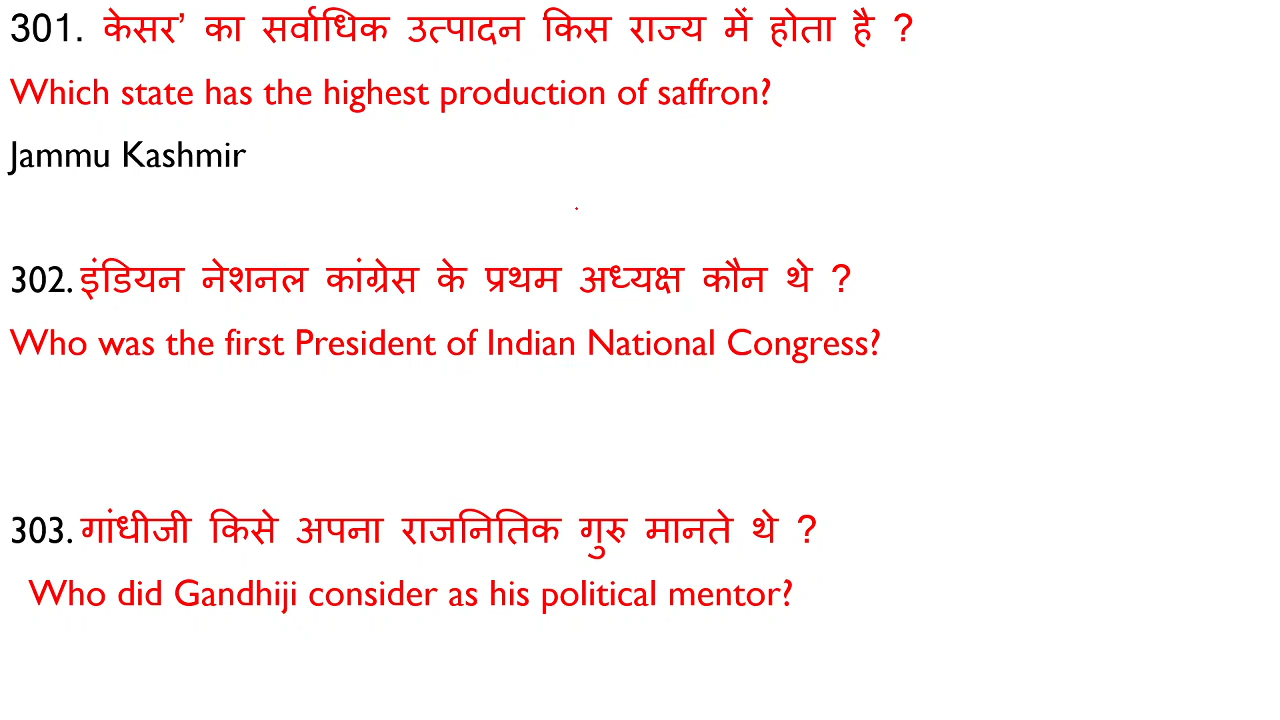 301. केसर’ का सर्वाधिक उत्पादन किस राज्य में होता है ?
Which state has the highest production of saffron?
Jammu Kashmir
302. इंडियन नेशनल कांग्रेस के प्रथम अध्यक्ष कौन थे ?
Who was the first President of Indian National Congress?
303. गांधीजी किसे अपना राजनितिक गुरु मानते थे ?
Who did Gandhiji consider as his political mentor?